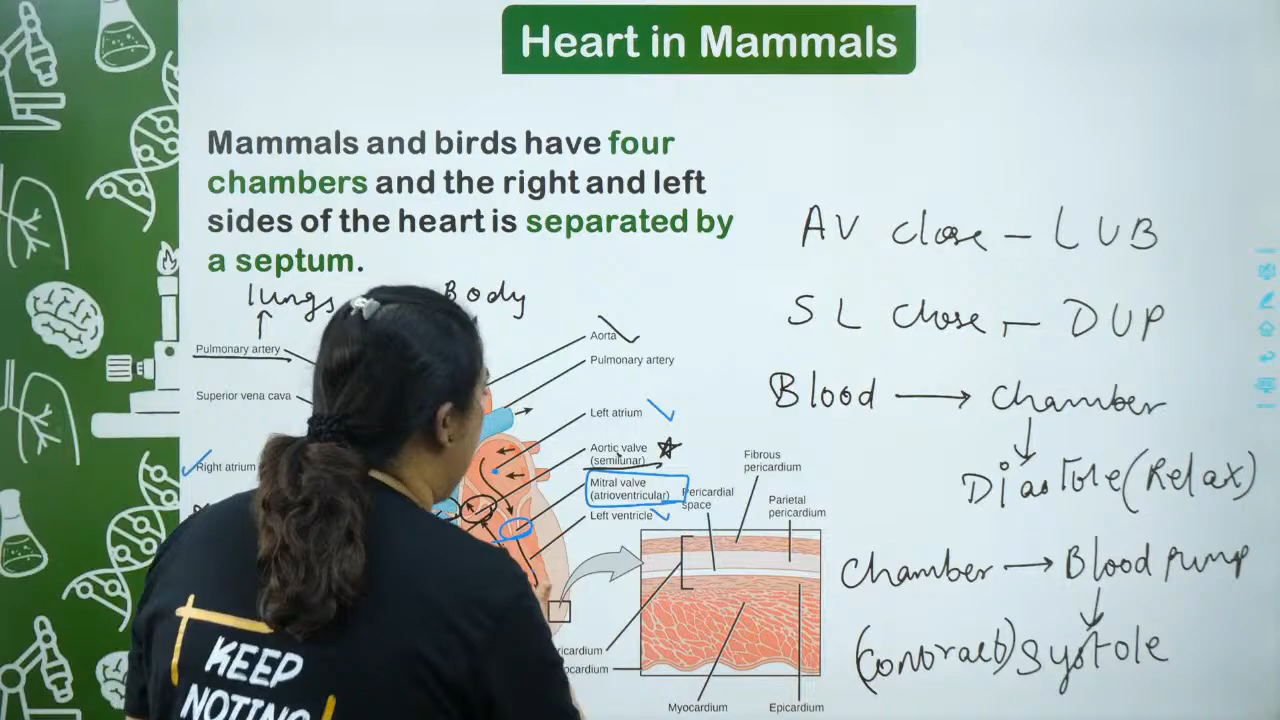 Heart in Mammals
Mammals and birds have four
chambers and the right and left
sides of the heart is separated by
a septum.
lungs
Body
Pulmonary artery
Superior vena cava
Right atrium
Aorta
Pulmonary artery
Left atrium
Aortic valve
(semilunar)
Mitral valve
(atrioventricular)
Left ventricle
Fibrous
pericardium
Pericardial
space
Parietal
pericardium
Myocardium
Epicardium
AV close – LUB
SL close – DUP
Blood → Chamber
Diastole (Relax)
Chamber → Blood pump
(Contract) Systole
KEEP
NOTING